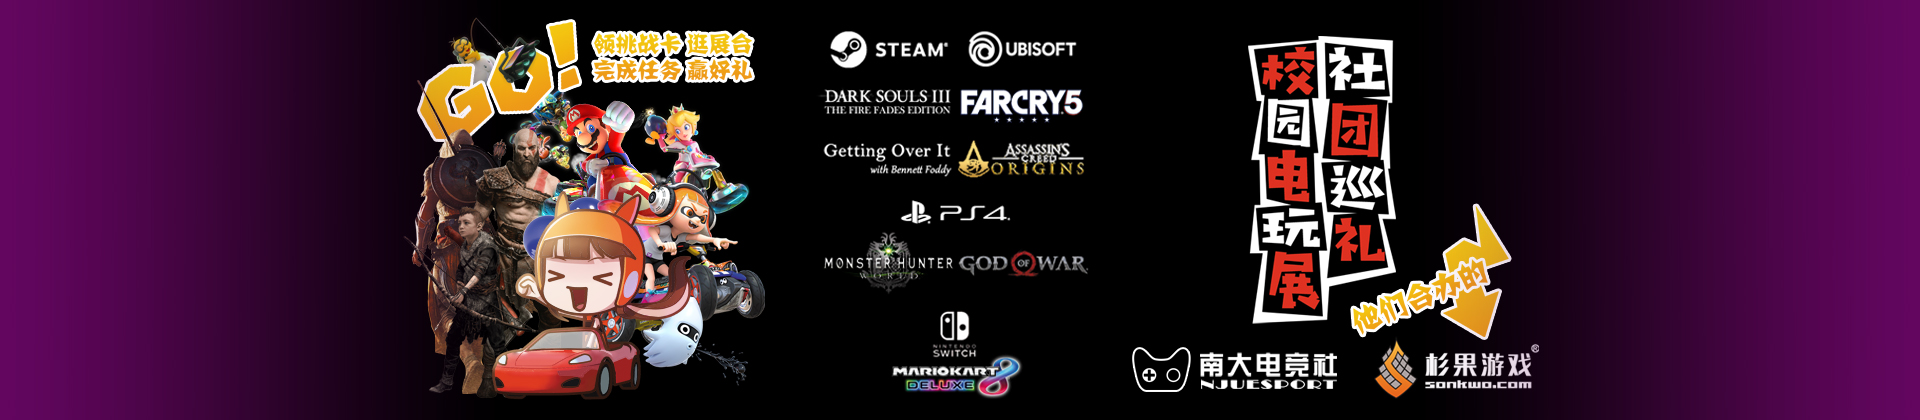 GO!
领挑战卡 逛展台
完成任务 赢好礼
STEAM®
UBISOFT
DARK SOULS III
THE FIRE FADES EDITION
FARCRY5
Getting Over It
with Bennett Foddy
ASSASSIN'S
CREED
ORIGINS
PS4
MONSTER HUNTER
WORLD
GOD OF WAR
NINTENDO
SWITCH
MARIOKART 8
DELUXE
社团巡礼
校园电玩展
他们合办的
南大电竞社
NJUESPORT
杉果游戏®
sonkwo.com